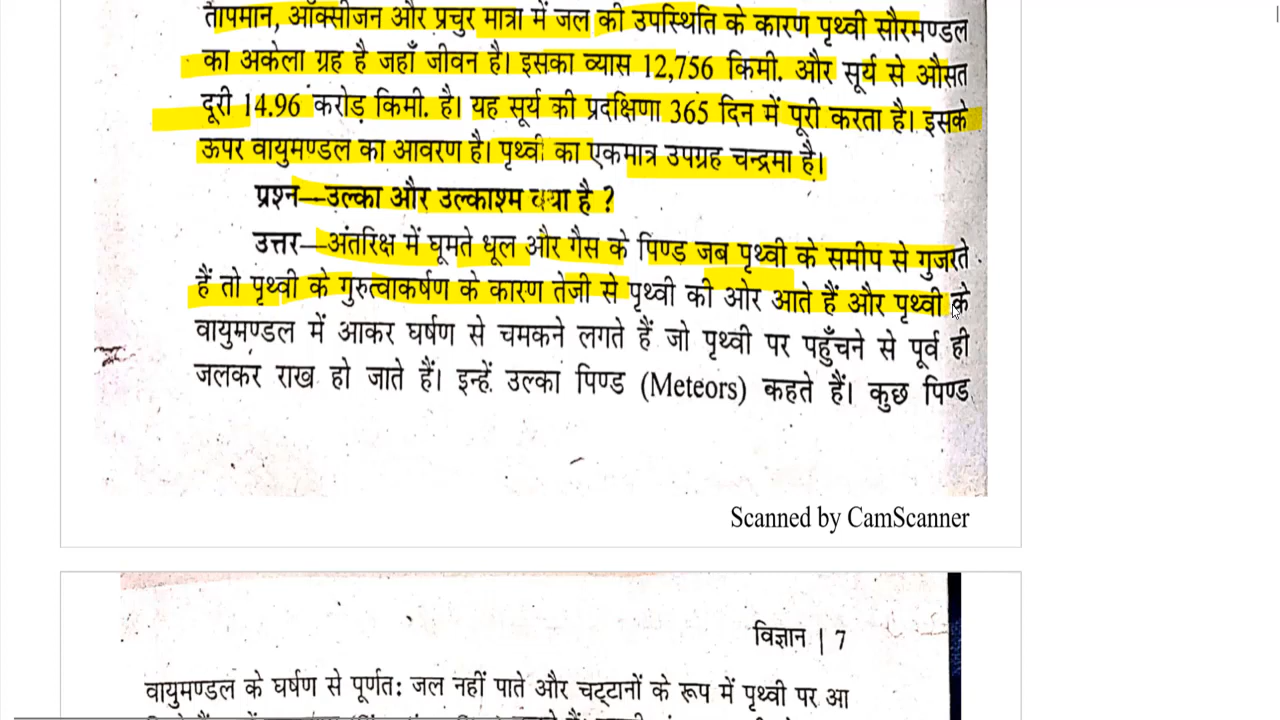 तापमान, ऑक्सीजन और प्रचुर मात्रा में जल की उपस्थिति के कारण पृथ्वी सौरमण्डल
का अकेला ग्रह है जहाँ जीवन है। इसका व्यास 12,756 किमी. और सूर्य से औसत
दूरी 14.96 करोड़ किमी. है। यह सूर्य की प्रदक्षिणा 365 दिन में पूरी करता है। इसके
ऊपर वायुमण्डल का आवरण है। पृथ्वी का एकमात्र उपग्रह चन्द्रमा है।
प्रश्न—उल्का और उल्काश्म क्या है ?
उत्तर—अंतरिक्ष में घूमते धूल और गैस के पिण्ड जब पृथ्वी के समीप से गुजरते
हैं तो पृथ्वी के गुरुत्वाकर्षण के कारण तेजी से पृथ्वी की ओर आते हैं और पृथ्वी के
वायुमण्डल में आकर घर्षण से चमकने लगते हैं जो पृथ्वी पर पहुँचने से पूर्व ही
जलकर राख हो जाते हैं। इन्हें उल्का पिण्ड (Meteors) कहते हैं। कुछ पिण्ड
Scanned by CamScanner
विज्ञान | 7
वायुमण्डल के घर्षण से पूर्णत: जल नहीं पाते और चट्टानों के रूप में पृथ्वी पर आ